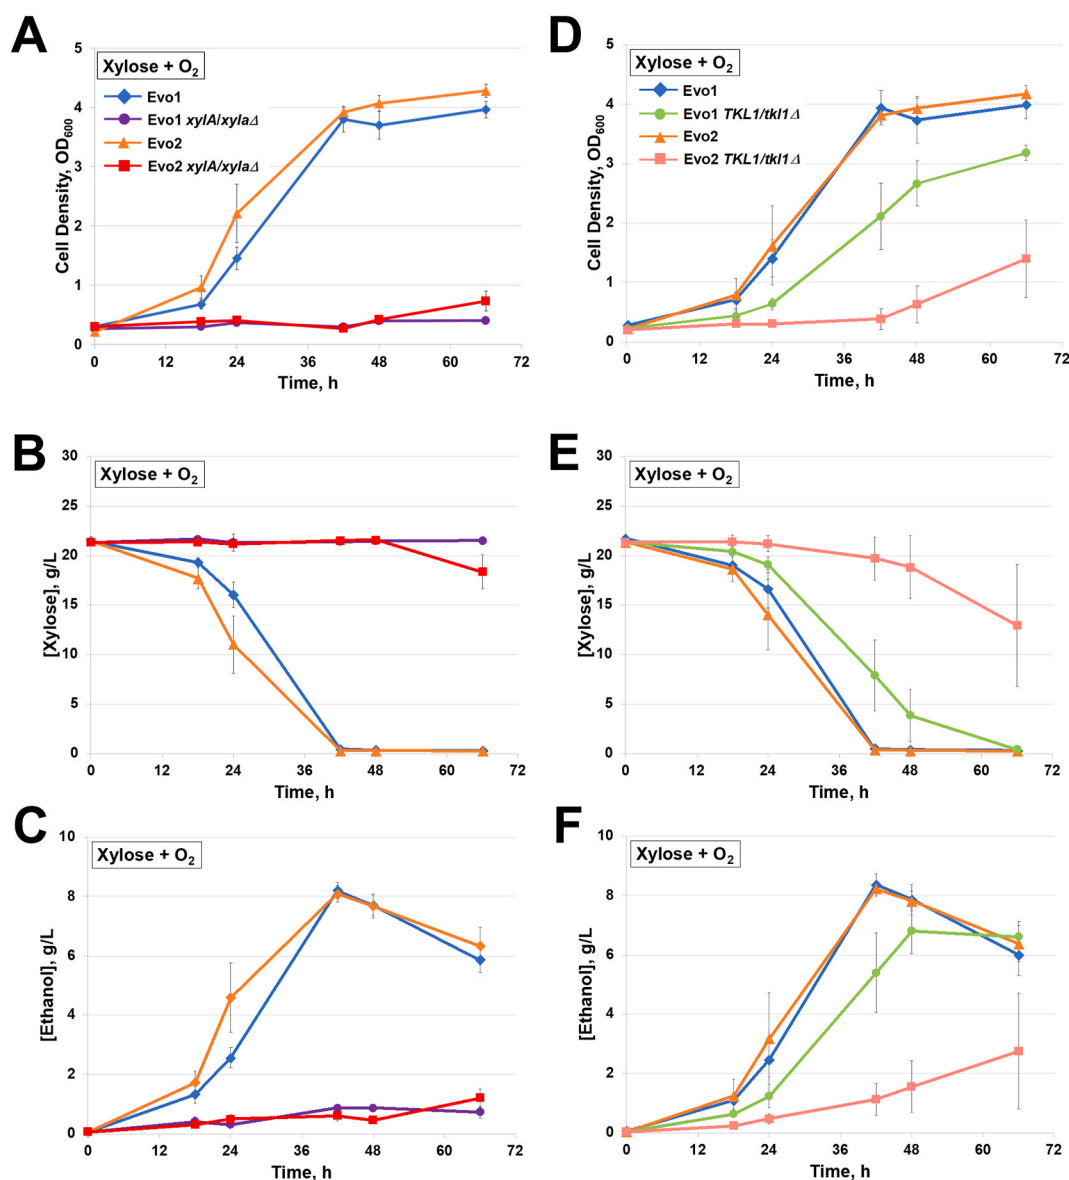 A
Xylose + O2
Evo1
Evo1 xylA/xylaΔ
Evo2
Evo2 xylA/xylaΔ
Cell Density, OD600
5
4
3
2
1
0
0 12 24 36 48 60 72
Time, h
D
Xylose + O2
Evo1
Evo1 TKL1/tkl1Δ
Evo2
Evo2 TKL1/tkl1Δ
Cell Density, OD600
5
4
3
2
1
0
0 12 24 36 48 60 72
Time, h
B
Xylose + O2
[Xylose], g/L
30
25
20
15
10
5
0
0 12 24 36 48 60 72
Time, h
E
Xylose + O2
[Xylose], g/L
30
25
20
15
10
5
0
0 12 24 36 48 60 72
Time, h
C
Xylose + O2
[Ethanol], g/L
10
8
6
4
2
0
0 12 24 36 48 60 72
Time, h
F
Xylose + O2
[Ethanol], g/L
10
8
6
4
2
0
0 12 24 36 48 60 72
Time, h